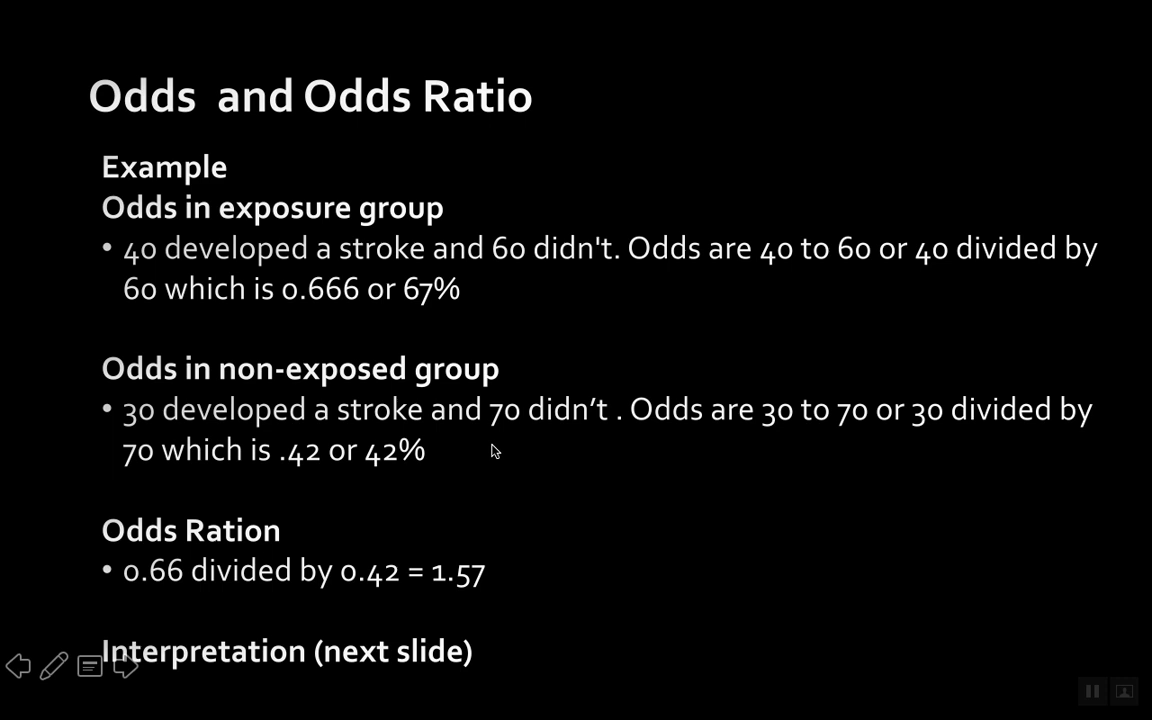 Odds and Odds Ratio
Example
Odds in exposure group
• 40 developed a stroke and 60 didn't. Odds are 40 to 60 or 40 divided by
60 which is 0.666 or 67%
Odds in non-exposed group
• 30 developed a stroke and 70 didn’t . Odds are 30 to 70 or 30 divided by
70 which is .42 or 42%
Odds Ration
• 0.66 divided by 0.42 = 1.57
Interpretation (next slide)